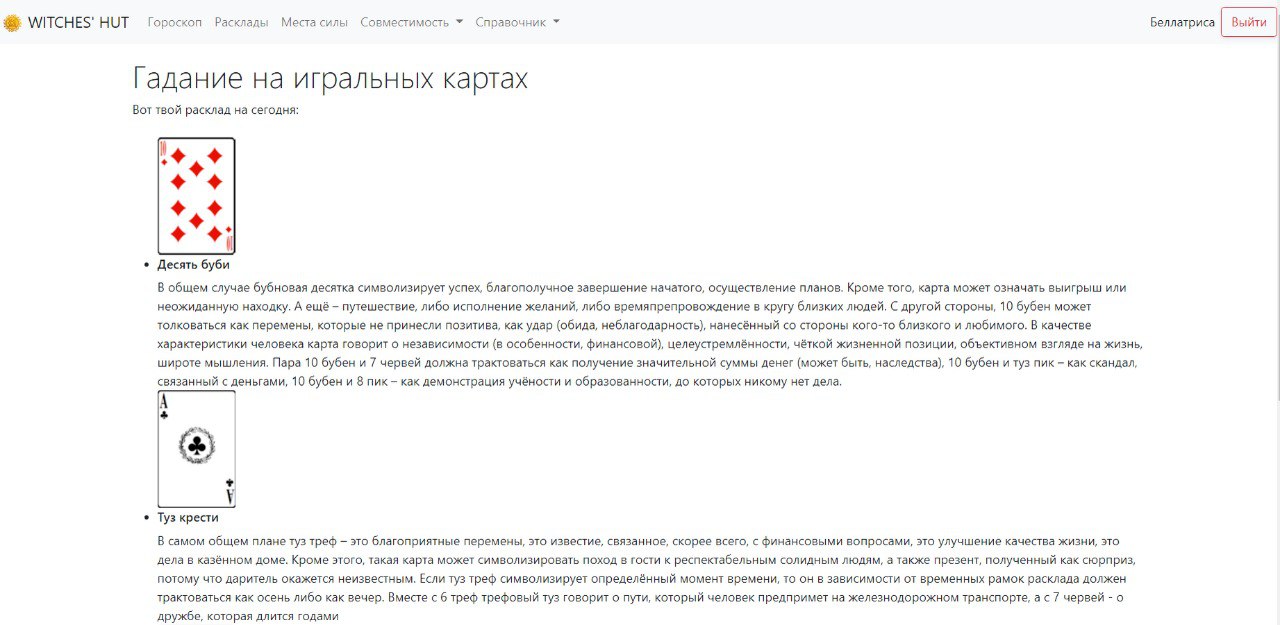 WITCHES' HUT Гороскоп Расклады Места силы Совместимость Справочник Беллатриса Выйти
Гадание на игральных картах
Вот твой расклад на сегодня:
10
10
Десять буби
В общем случае бубновая десятка символизирует успех, благополучное завершение начатого, осуществление планов. Кроме того, карта может означать выигрыш или
неожиданную находку. А ещё – путешествие, либо исполнение желаний, либо времяпрепровождение в кругу близких людей. С другой стороны, 10 бубен может
толковаться как перемены, которые не принесли позитива, как удар (обида, неблагодарность), нанесённый со стороны кого-то близкого и любимого. В качестве
характеристики человека карта говорит о независимости (в особенности, финансовой), целеустремлённости, чёткой жизненной позиции, объективном взгляде на жизнь,
широте мышления. Пара 10 бубен и 7 червей должна трактоваться как получение значительной суммы денег (может быть, наследства), 10 бубен и туз пик – как скандал,
связанный с деньгами, 10 бубен и 8 пик – как демонстрация учёности и образованности, до которых никому нет дела.
A
A
Туз крести
В самом общем плане туз треф – это благоприятные перемены, это известие, связанное, скорее всего, с финансовыми вопросами, это улучшение качества жизни, это
дела в казённом доме. Кроме этого, такая карта может символизировать поход в гости к респектабельным солидным людям, а также презент, полученный как сюрприз,
потому что даритель окажется неизвестным. Если туз треф символизирует определённый момент времени, то он в зависимости от временных рамок расклада должен
трактоваться как осень либо как вечер. Вместе с 6 треф трефовый туз говорит о пути, который человек предпримет на железнодорожном транспорте, а с 7 червей - о
дружбе, которая длится годами